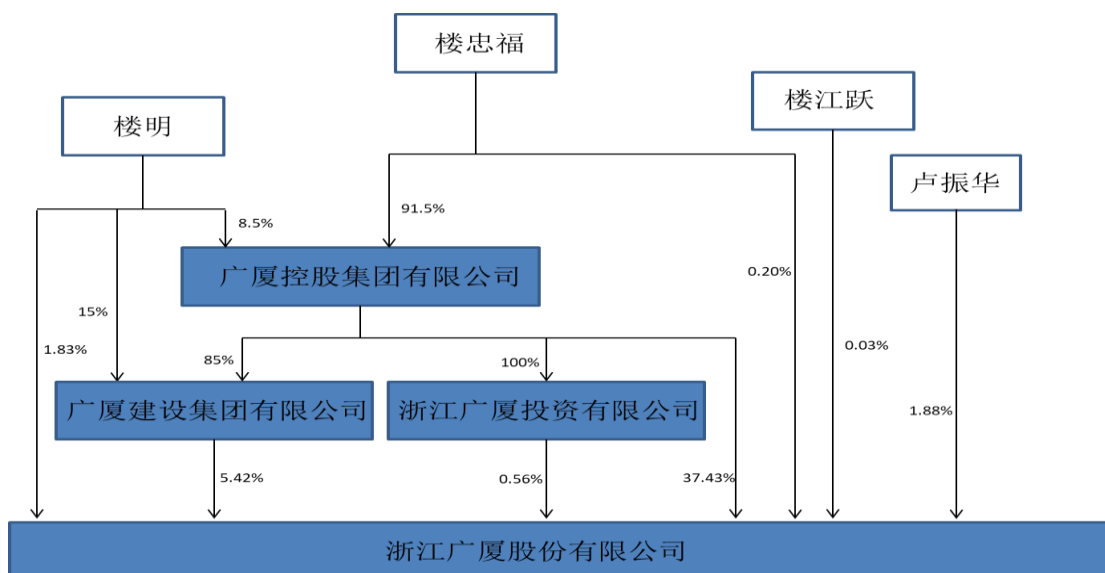 楼忠福
楼江跃
楼明
卢振华
8.5%
91.5%
广厦控股集团有限公司
0.20%
15%
1.83%
85%
100%
0.03%
广厦建设集团有限公司
浙江广厦投资有限公司
1.88%
5.42%
0.56%
37.43%
浙江广厦股份有限公司